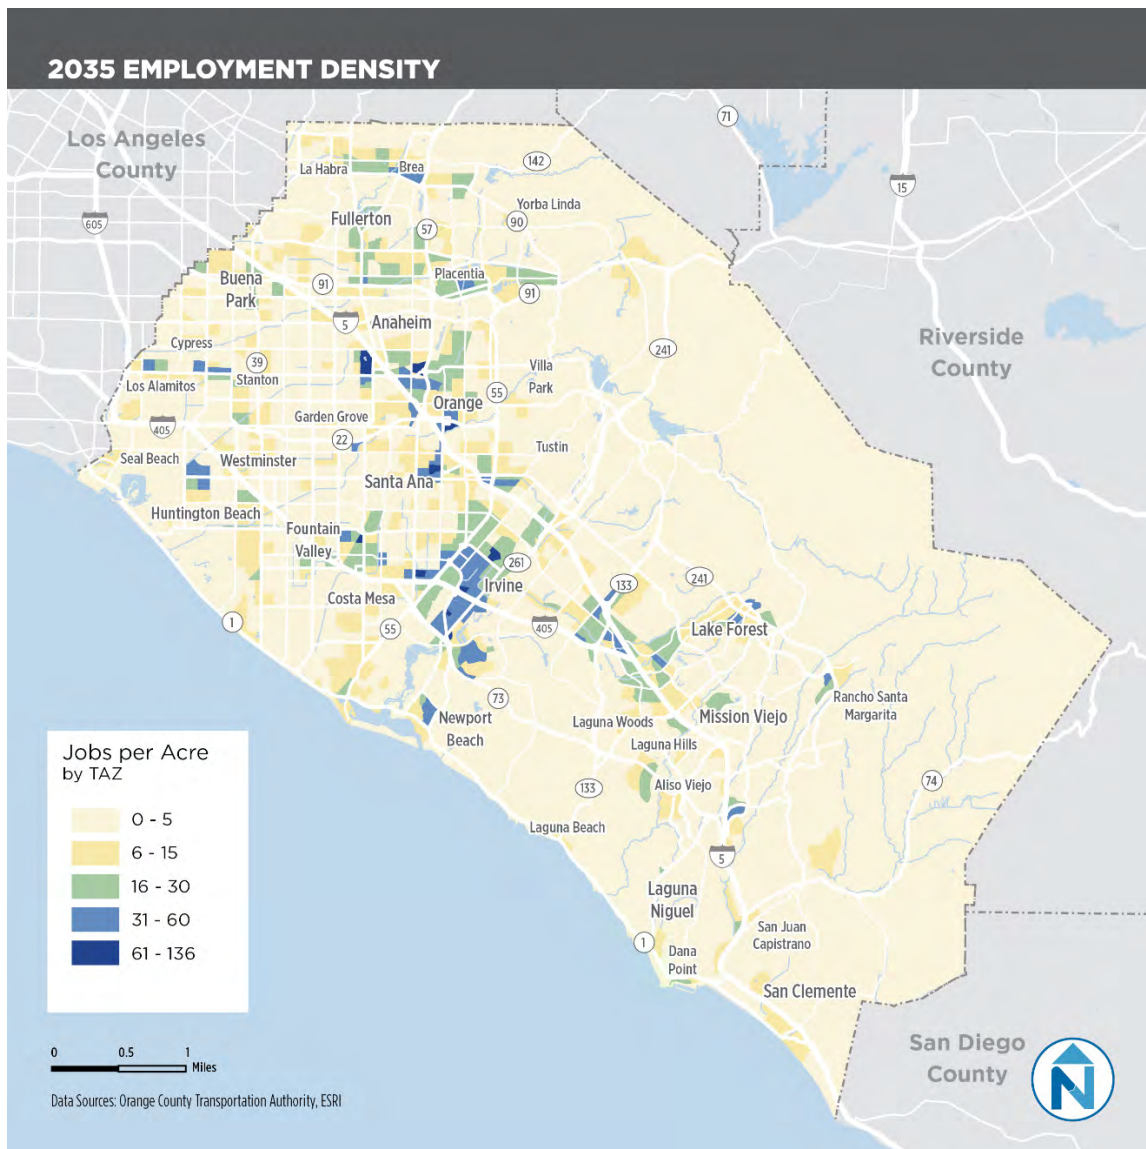 2035 EMPLOYMENT DENSITY
Los Angeles
County
71
15
605
142
La Habra
Brea
Yorba Linda
90
Fullerton
57
Placentia
91
91
Buena
Park
5
Anaheim
Riverside
County
241
Cypress
39
Los Alamitos
Stanton
Villa
Park
55
Orange
Garden Grove
405
22
Tustin
Seal Beach
Westminster
Santa Ana
Huntington Beach
Fountain
Valley
261
Irvine
133
241
Costa Mesa
55
1
405
Lake Forest
73
Newport
Beach
Laguna Woods
Mission Viejo
Rancho Santa
Margarita
Laguna Hills
133
Aliso Viejo
74
Laguna Beach
5
Laguna
Niguel
San Juan
Capistrano
1
Dana
Point
San Clemente
San Diego
County
Jobs per Acre
by TAZ
0 - 5
6 - 15
16 - 30
31 - 60
61 - 136
0 0.5 1
Miles
Data Sources: Orange County Transportation Authority, ESRI
N